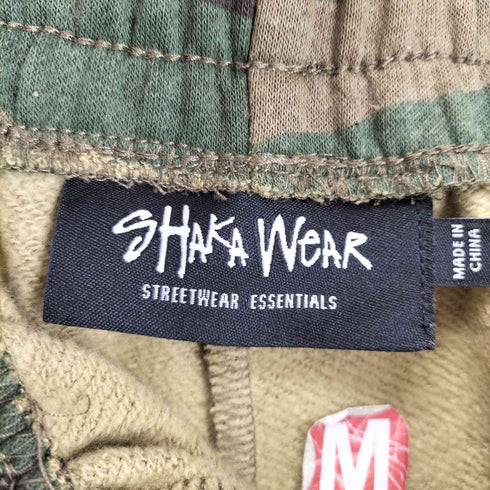 SHAKA WEAR
STREETWEAR ESSENTIALS
MADE IN
CHINA
M